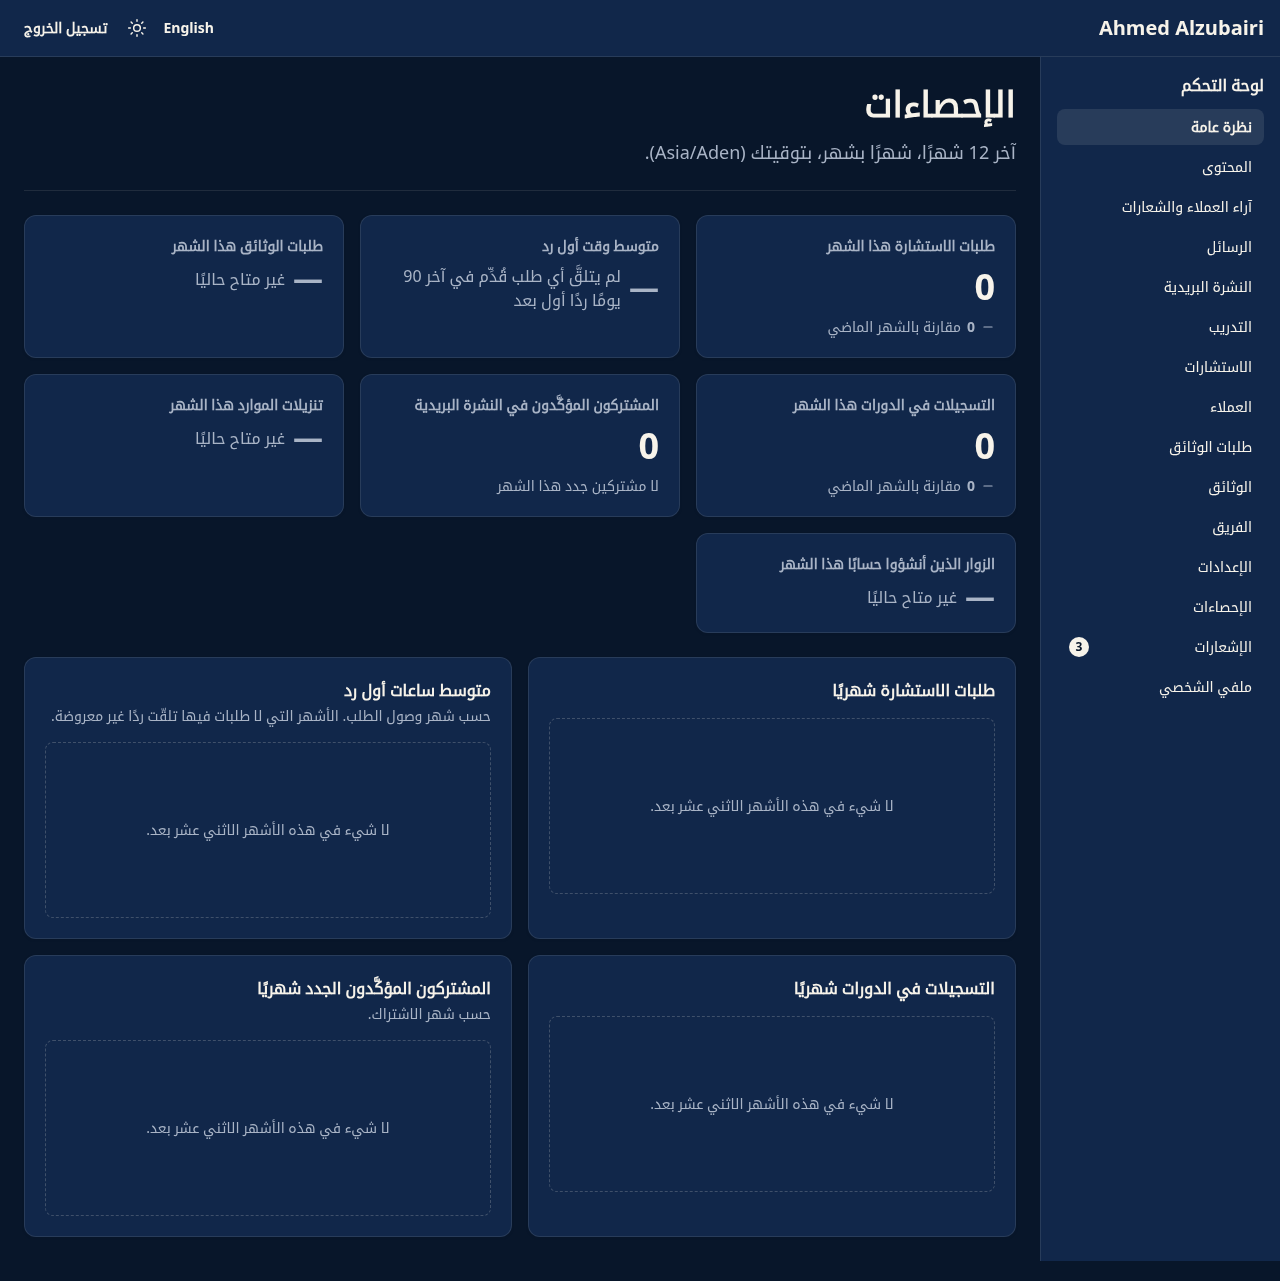 Ahmed Alzubairi
English
تسجيل الخروج
لوحة التحكم
نظرة عامة
المحتوى
آراء العملاء والشعارات
الرسائل
النشرة البريدية
التدريب
الاستشارات
العملاء
طلبات الوثائق
الوثائق
الفريق
الإعدادات
الإحصاءات
الإشعارات
3
ملفي الشخصي
الإحصاءات
آخر 12 شهرًا، شهرًا بشهر، بتوقيتك (Asia/Aden).
طلبات الاستشارة هذا الشهر
0
— 0 مقارنة بالشهر الماضي
متوسط وقت أول رد
— لم يتلقَّ أي طلب قُدِّم في آخر 90
يومًا ردًا أول بعد
طلبات الوثائق هذا الشهر
— غير متاح حاليًا
التسجيلات في الدورات هذا الشهر
0
— 0 مقارنة بالشهر الماضي
المشتركون المؤكَّدون في النشرة البريدية
0
لا مشتركين جدد هذا الشهر
تنزيلات الموارد هذا الشهر
— غير متاح حاليًا
الزوار الذين أنشؤوا حسابًا هذا الشهر
— غير متاح حاليًا
طلبات الاستشارة شهريًا
لا شيء في هذه الأشهر الاثني عشر بعد.
متوسط ساعات أول رد
حسب شهر وصول الطلب. الأشهر التي لا طلبات فيها تلقّت ردًا غير معروضة.
لا شيء في هذه الأشهر الاثني عشر بعد.
التسجيلات في الدورات شهريًا
لا شيء في هذه الأشهر الاثني عشر بعد.
المشتركون المؤكَّدون الجدد شهريًا
حسب شهر الاشتراك.
لا شيء في هذه الأشهر الاثني عشر بعد.